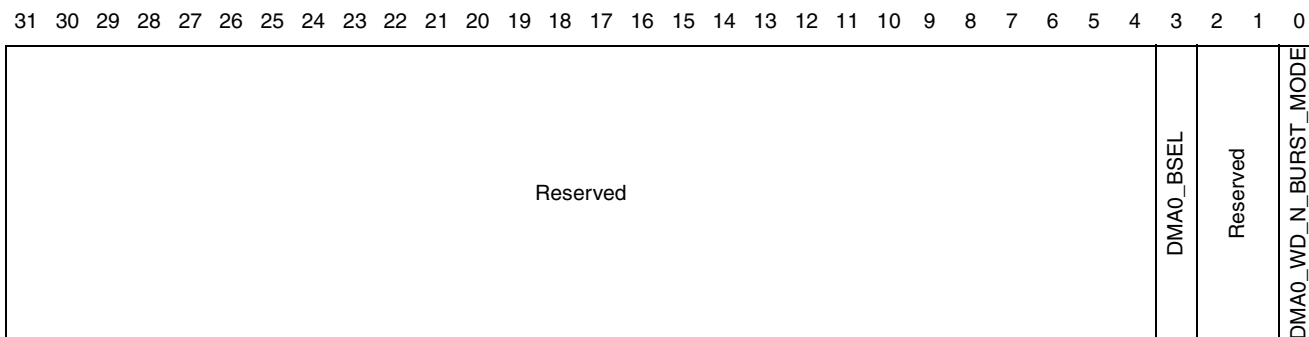 31 30 29 28 27 26 25 24 23 22 21 20 19 18 17 16 15 14 13 12 11 10 9 8 7 6 5 4 3 2 1 0
Reserved
DMA0_BSEL
Reserved
DMA0_WD_N_BURST_MODE